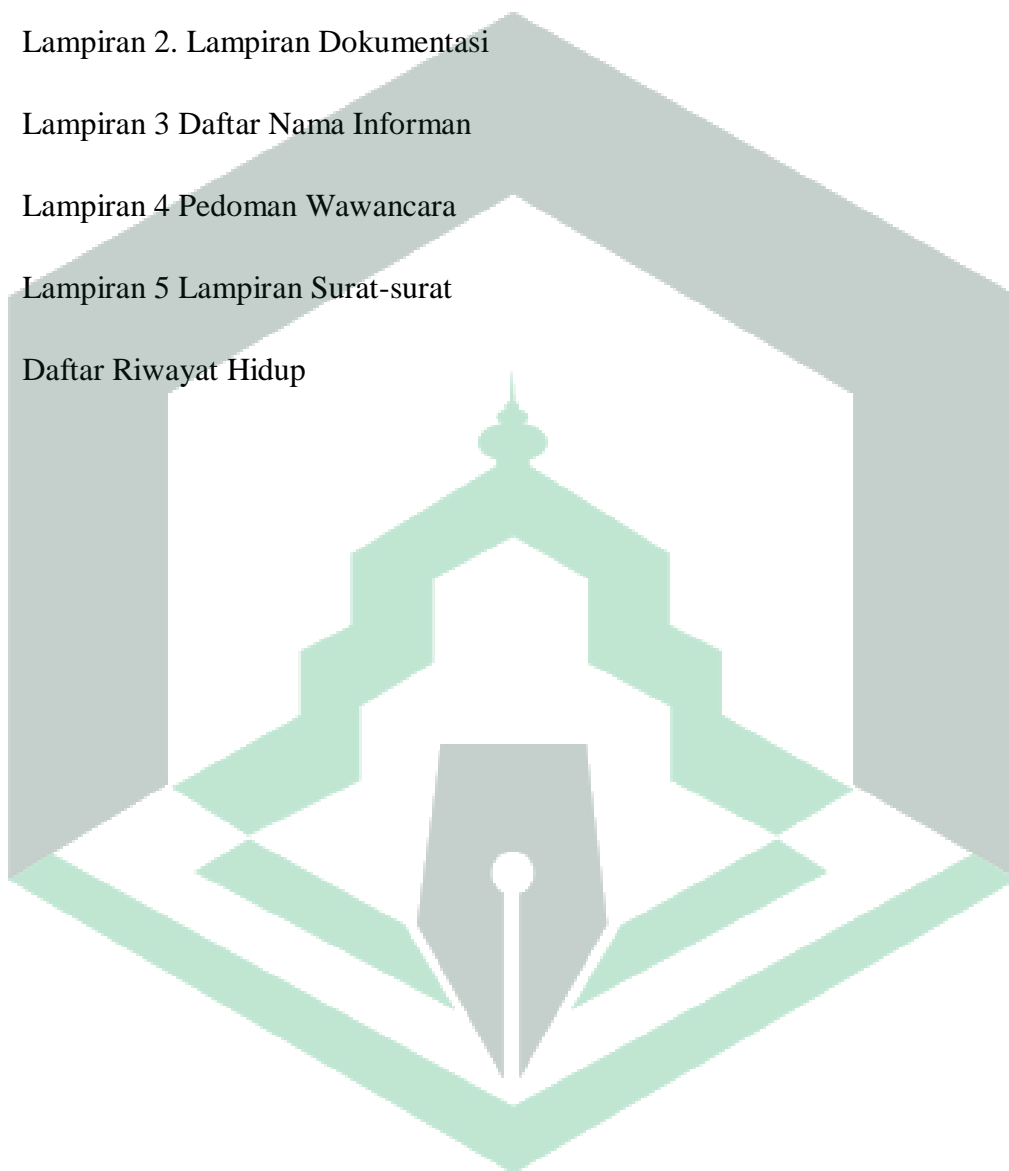 Lampiran 2. Lampiran Dokumentasi
Lampiran 3 Daftar Nama Informan
Lampiran 4 Pedoman Wawancara
Lampiran 5 Lampiran Surat-surat
Daftar Riwayat Hidup